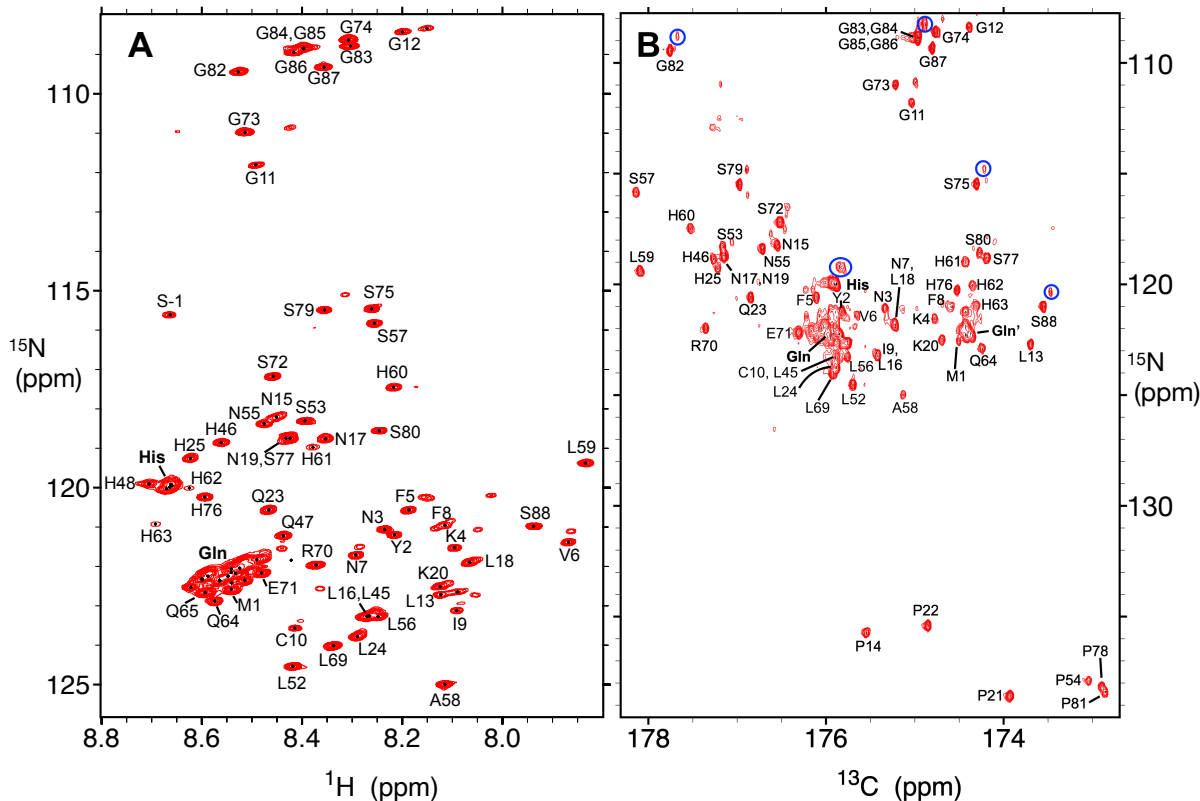 A
G84,G85
G74
G12
G86
G83
G82
G87
G73
G11
110
S-1
S79
S75
S57
115
S72
H60
N15
N55
S53
H46
S80
H25
N17
N19,S77
H61
L59
His
H62
H48
H76
120
H63
Q23
Q47
F5
F8
N3
Y2
K4
S88
V6
Gln
R70
N7
L18
E71
K20
Q65
M1
L16,L45
L13
Q64
L56
I9
C10
L69
L24
L52
A58
125
15N
(ppm)
8.8
8.6
8.4
8.2
8.0
1H (ppm)
B
G83,G84
G85,G86
G74
G12
G82
G87
G73
G11
110
S79
S75
S57
S72
H60
S53
N15
N55
S80
H46
H61
S77
L59
H25
N17, N19
His
N7,
L18
H76
H62
120
Q23
F5
Y2
N3
F8
H63
V6
K4
S88
R70
E71
Gln'
Gln
K20
L13
I9,
L16
C10, L45
L56
Q64
M1
L24
L69
L52
A58
15N
(ppm)
130
P22
P14
P78
P54
P21
P81
178
176
174
13C (ppm)